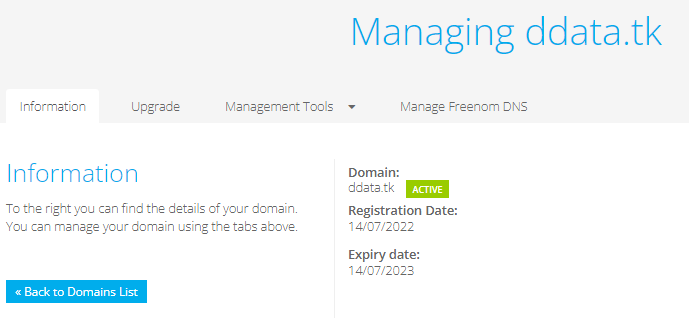 Managing ddata.tk
Information
Upgrade
Management Tools
Manage Freenom DNS
Information
To the right you can find the details of your domain.
You can manage your domain using the tabs above.
« Back to Domains List
Domain:
ddata.tk ACTIVE
Registration Date:
14/07/2022
Expiry date:
14/07/2023